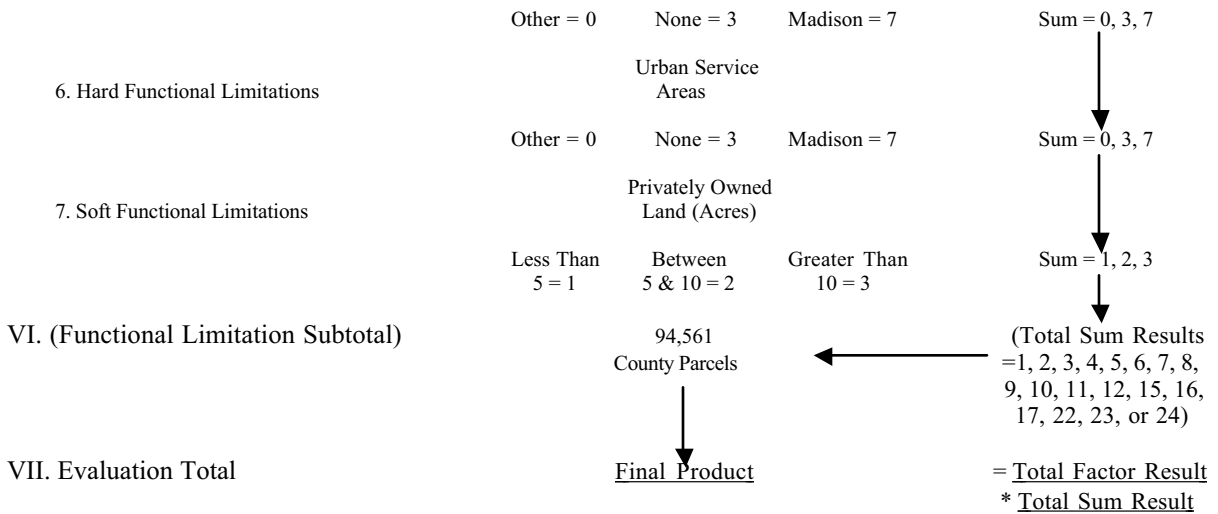 Other = 0 None = 3 Madison = 7 Sum = 0, 3, 7
Urban Service
6. Hard Functional Limitations Areas
Other = 0 None = 3 Madison = 7 Sum = 0, 3, 7
Privately Owned
7. Soft Functional Limitations Land (Acres)
Less Than Between Greater Than Sum = 1, 2, 3
5 = 1 5 & 10 = 2 10 = 3
VI. (Functional Limitation Subtotal) 94,561 (Total Sum Results
County Parcels =1, 2, 3, 4, 5, 6, 7, 8,
9, 10, 11, 12, 15, 16,
17, 22, 23, or 24)
VII. Evaluation Total Final Product = Total Factor Result
* Total Sum Result